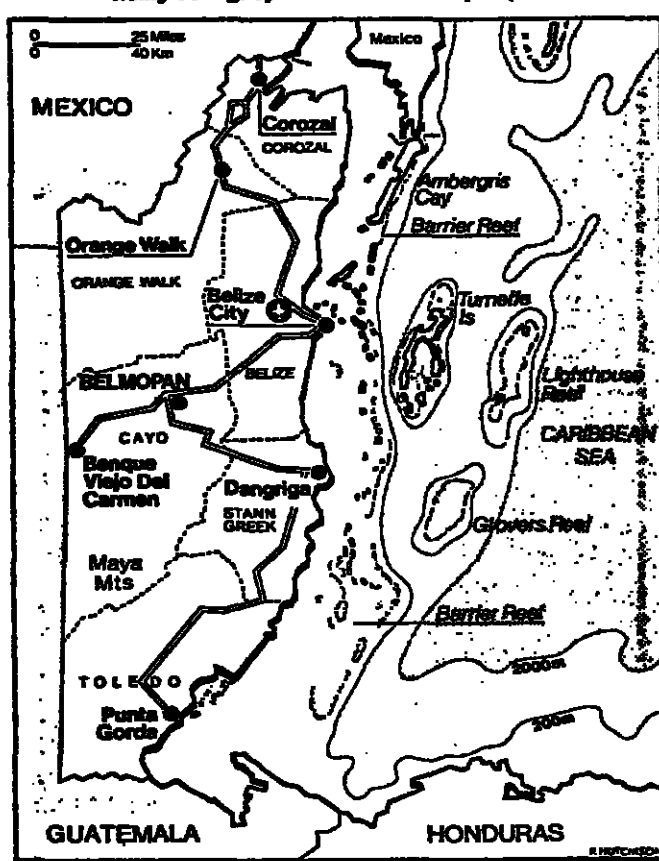 0 25 Miles
0 40 Km
Mexico
MEXICO
Corozal
COROZAL
Ambergris
Cay
Barrier Reef
Orange Walk
ORANGE WALK
Belize
City
Turneffe
Is
BELIZE
Lighthouse
Reef
BELMOPAN
CAYO
CARIBBEAN
SEA
Benque
Viejo Del
Carmen
Dangriga
STANN
GREEK
Glovers Reef
Maya
Mts
Barrier Reef
2000m
TOLEDO
Punta
Gorda
200m
GUATEMALA
HONDURAS